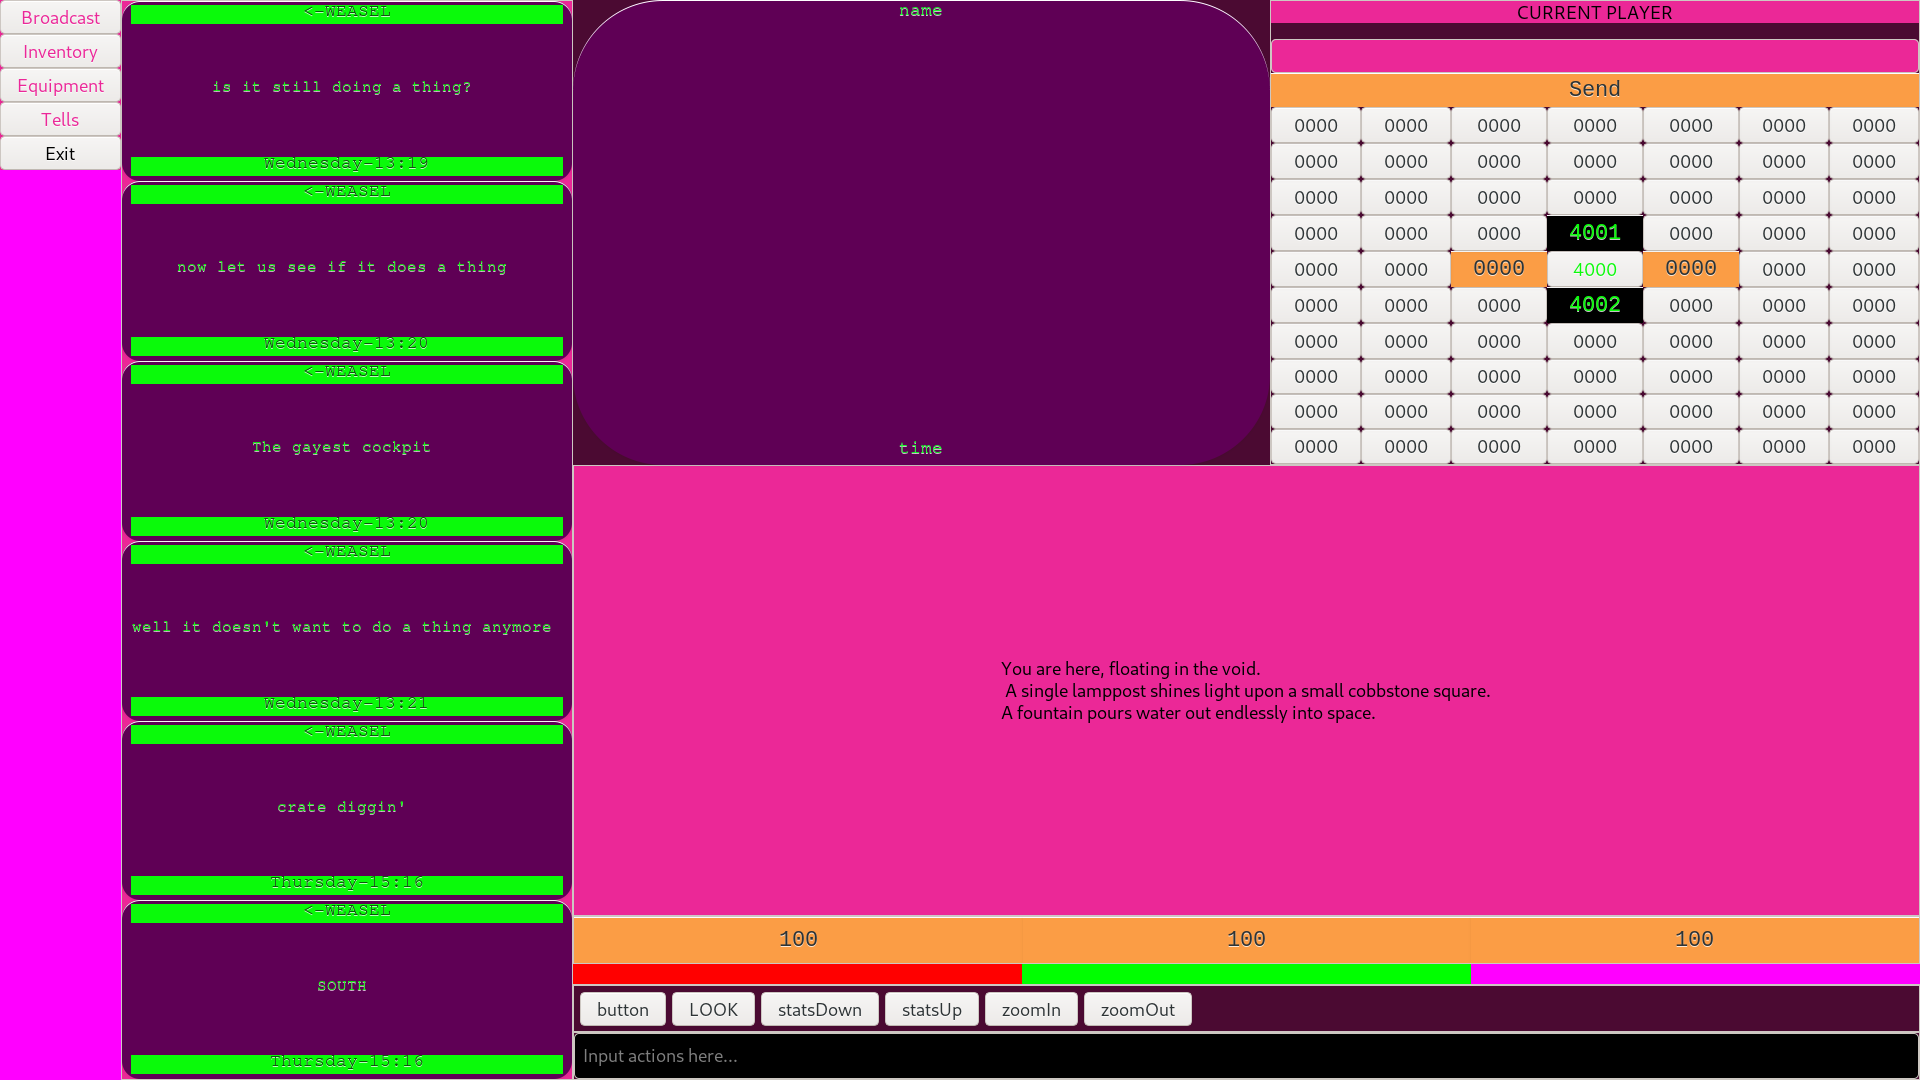 Broadcast
Inventory
Equipment
Tells
Exit
<-WEASEL
is it still doing a thing?
Wednesday-13:19
<-WEASEL
now let us see if it does a thing
Wednesday-13:20
<-WEASEL
The gayest cockpit
Wednesday-13:20
<-WEASEL
well it doesn't want to do a thing anymore
Wednesday-13:21
<-WEASEL
crate diggin'
Thursday-15:16
<-WEASEL
SOUTH
Thursday-15:16
name
time
CURRENT PLAYER
Send
0000 0000 0000 0000 0000 0000 0000
0000 0000 0000 0000 0000 0000 0000
0000 0000 0000 0000 0000 0000 0000
0000 0000 0000 4001 0000 0000 0000
0000 0000 0000 4000 0000 0000 0000
0000 0000 0000 4002 0000 0000 0000
0000 0000 0000 0000 0000 0000 0000
0000 0000 0000 0000 0000 0000 0000
0000 0000 0000 0000 0000 0000 0000
0000 0000 0000 0000 0000 0000 0000
You are here, floating in the void.
A single lamppost shines light upon a small cobbstone square.
A fountain pours water out endlessly into space.
100 100 100
button LOOK statsDown statsUp zoomIn zoomOut
Input actions here...